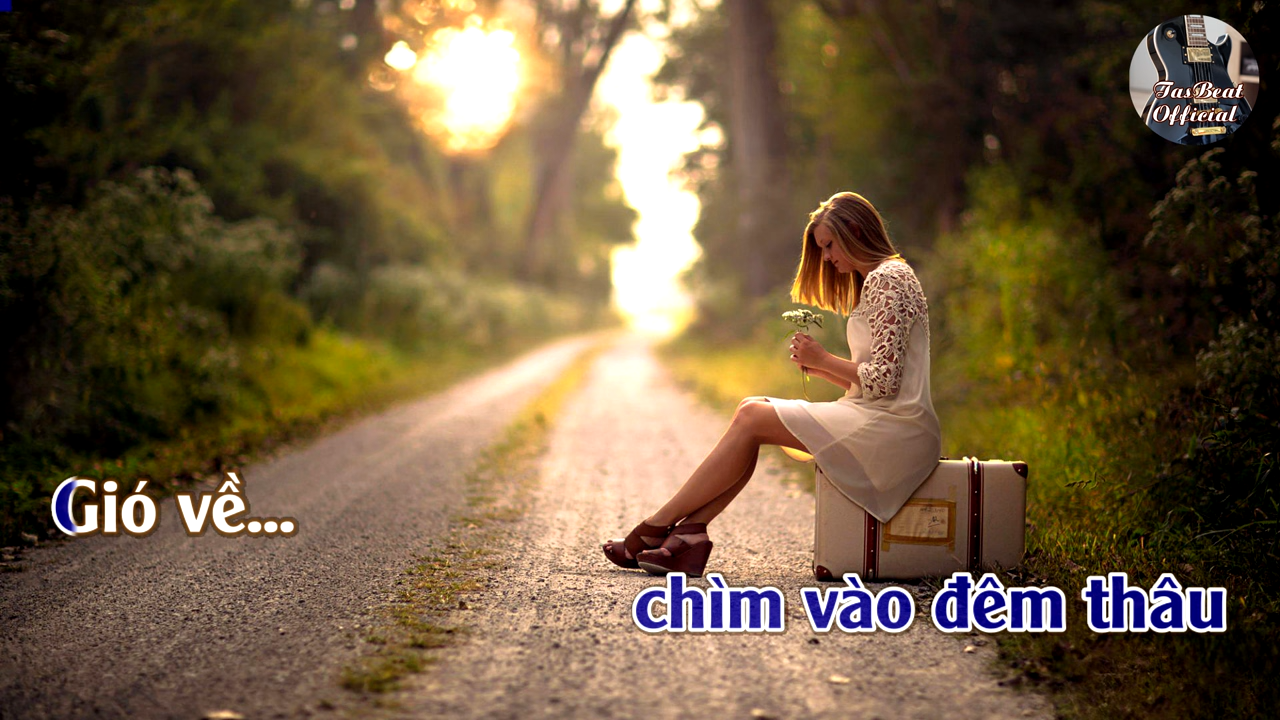 TasBeat
Official
Gió về...
chìm vào đêm thâu